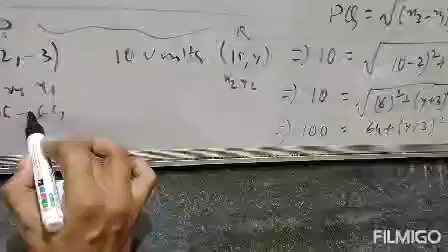 R
PQ = √(x₂ - x₁
2, -3) 10 units. (10, y) ⇒ 10 = √(10-2)² +
x₂ y₂
⇒ 10 = √(8)² + (y+3)²
⇒ 100 = 64 + (y+3)²
FILMIGO